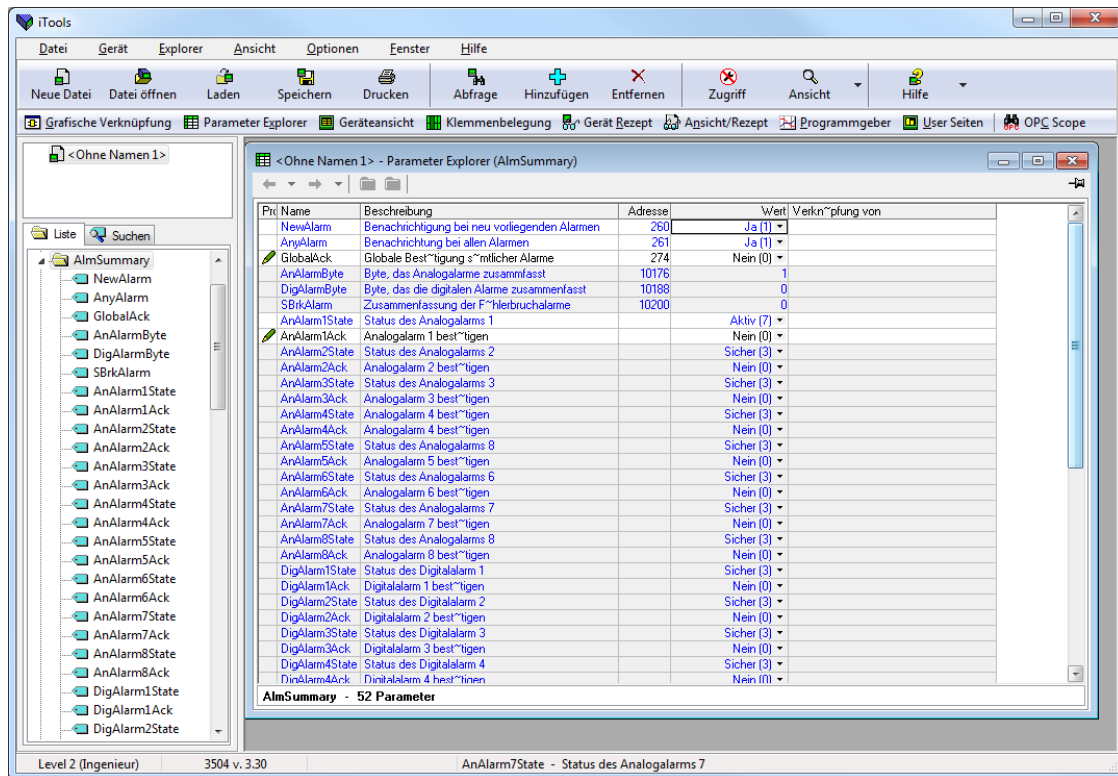 iTools
Datei Gerät Explorer Ansicht Optionen Fenster Hilfe
Neue Datei Datei öffnen Laden Speichern Drucken Abfrage Hinzufügen Entfernen Zugriff Ansicht Hilfe
Grafische Verknüpfung Parameter Explorer Geräteansicht Klemmenbelegung Gerät Rezept Ansicht/Rezept Programmgeber User Seiten OPC Scope
<Ohne Namen 1>
Liste Suchen
AlmSummary
NewAlarm
AnyAlarm
GlobalAck
AnAlarmByte
DigAlarmByte
SBrkAlarm
AnAlarm1State
AnAlarm1Ack
AnAlarm2State
AnAlarm2Ack
AnAlarm3State
AnAlarm3Ack
AnAlarm4State
AnAlarm4Ack
AnAlarm5State
AnAlarm5Ack
AnAlarm6State
AnAlarm6Ack
AnAlarm7State
AnAlarm7Ack
AnAlarm8State
AnAlarm8Ack
DigAlarm1State
DigAlarm1Ack
DigAlarm2State
<Ohne Namen 1> - Parameter Explorer (AlmSummary)
Pro Name Beschreibung Adresse Wert Verkn~pfung von
NewAlarm Benachrichtigung bei neu vorliegenden Alarmen 260 Ja (1)
AnyAlarm Benachrichtung bei allen Alarmen 261 Ja (1)
GlobalAck Globale Best~tigung s~mtlicher Alarme 274 Nein (0)
AnAlarmByte Byte, das Analogalarme zusammfasst 10176 1
DigAlarmByte Byte, das die digitalen Alarme zusammenfasst 10188 0
SBrkAlarm Zusammenfassung der F~hlerbruchalarme 10200 0
AnAlarm1State Status des Analogalarms 1 Aktiv (7)
AnAlarm1Ack Analogalarm 1 best~tigen Nein (0)
AnAlarm2State Status des Analogalarms 2 Sicher (3)
AnAlarm2Ack Analogalarm 2 best~tigen Nein (0)
AnAlarm3State Status des Analogalarms 3 Sicher (3)
AnAlarm3Ack Analogalarm 3 best~tigen Nein (0)
AnAlarm4State Analogalarm 4 best~tigen Sicher (3)
AnAlarm4Ack Analogalarm 4 best~tigen Nein (0)
AnAlarm5State Status des Analogalarms 8 Sicher (3)
AnAlarm5Ack Analogalarm 5 best~tigen Nein (0)
AnAlarm6State Status des Analogalarms 6 Sicher (3)
AnAlarm6Ack Analogalarm 6 best~tigen Nein (0)
AnAlarm7State Status des Analogalarms 7 Sicher (3)
AnAlarm7Ack Analogalarm 7 best~tigen Nein (0)
AnAlarm8State Status des Analogalarms 8 Sicher (3)
AnAlarm8Ack Analogalarm 8 best~tigen Nein (0)
DigAlarm1State Status des Digitalalarm 1 Sicher (3)
DigAlarm1Ack Digitalalarm 1 best~tigen Nein (0)
DigAlarm2State Status des Digitalalarm 2 Sicher (3)
DigAlarm2Ack Digitalalarm 2 best~tigen Nein (0)
DigAlarm3State Status des Digitalalarm 3 Sicher (3)
DigAlarm3Ack Digitalalarm 3 best~tigen Nein (0)
DigAlarm4State Status des Digitalalarm 4 Sicher (3)
DigAlarm4Ack Digitalalarm 4 best~tigen Nein (0)
AlmSummary - 52 Parameter
Level 2 (Ingenieur) 3504 v. 3.30 AnAlarm7State - Status des Analogalarms 7